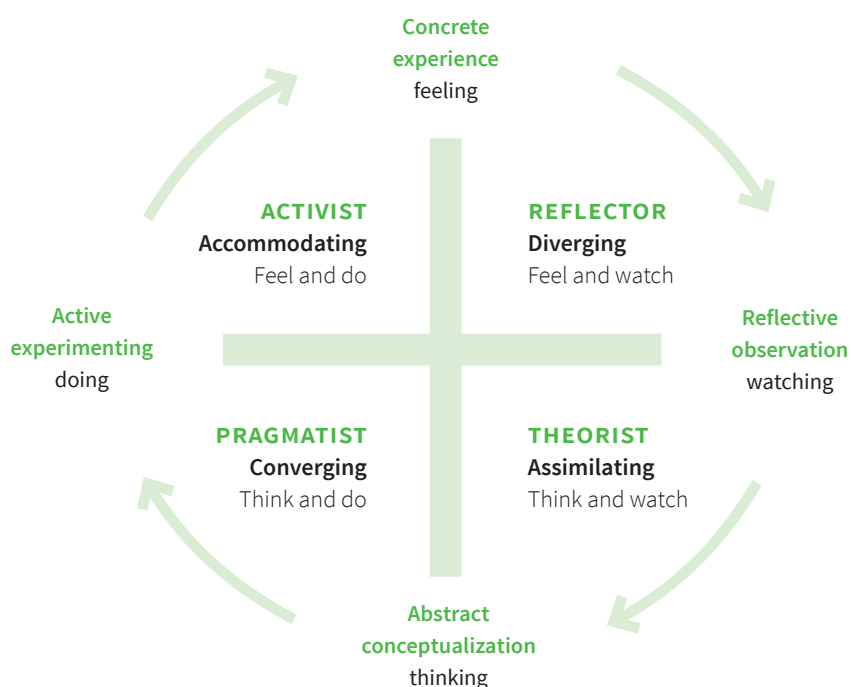 Concrete
experience
feeling
ACTIVIST
Accommodating
Feel and do
REFLECTOR
Diverging
Feel and watch
Active
experimenting
doing
Reflective
observation
watching
PRAGMATIST
Converging
Think and do
THEORIST
Assimilating
Think and watch
Abstract
conceptualization
thinking